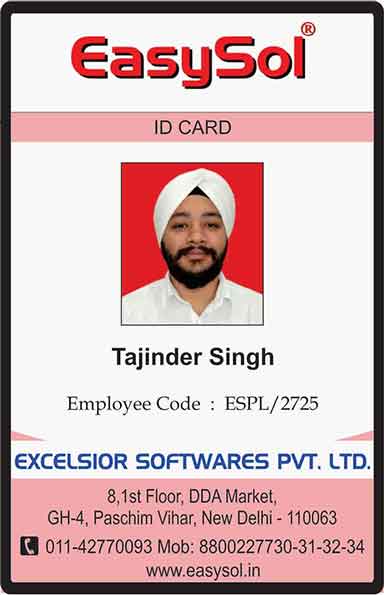 EasySol®
ID CARD
Tajinder Singh
Employee Code : ESPL/2725
EXCELSIOR SOFTWARES PVT. LTD.
8,1st Floor, DDA Market,
GH-4, Paschim Vihar, New Delhi - 110063
011-42770093 Mob: 8800227730-31-32-34
www.easysol.in